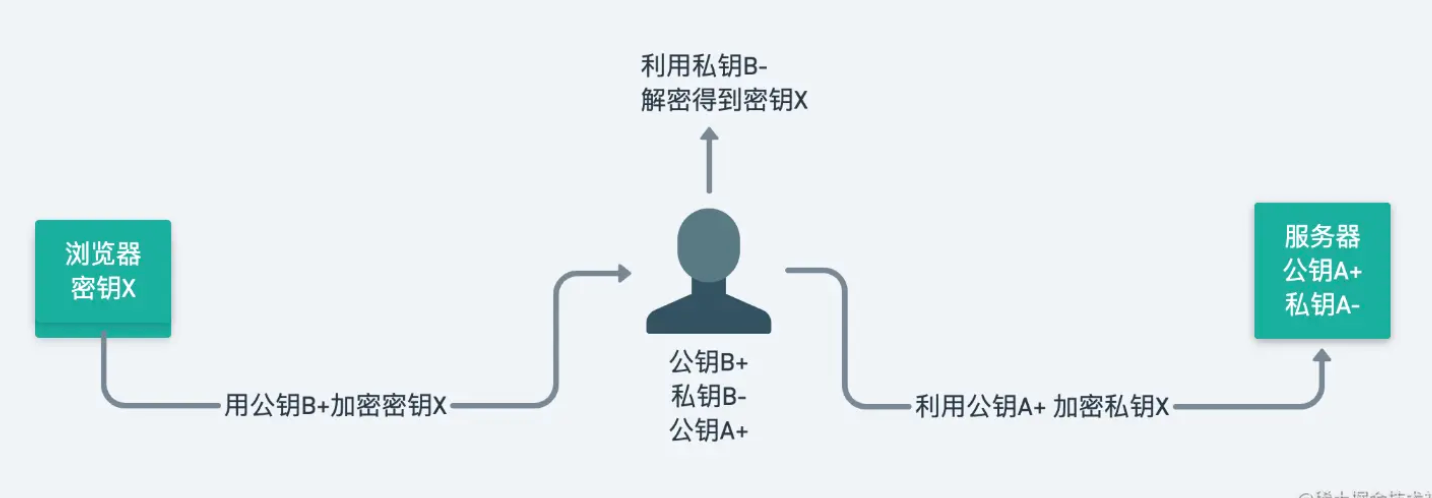 利用私钥B-
解密得到密钥X
浏览器
密钥X
服务器
公钥A+
私钥A-
公钥B+
私钥B-
公钥A+
用公钥B+加密密钥X
利用公钥A+ 加密私钥X